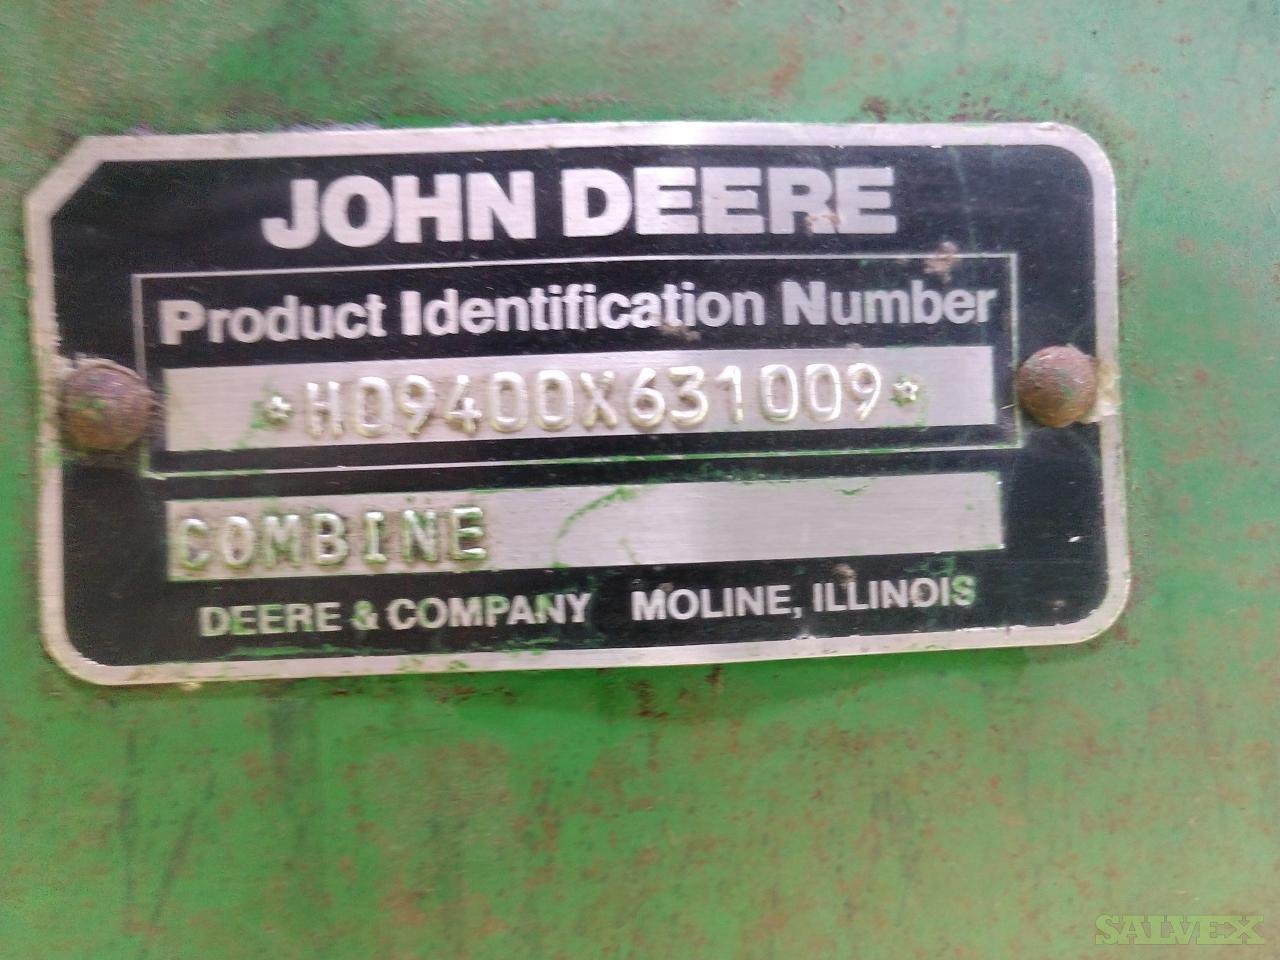 JOHN DEERE
Product Identification Number
*H09400X631009*
COMBINE
DEERE & COMPANY MOLINE, ILLINOIS
SALVEX